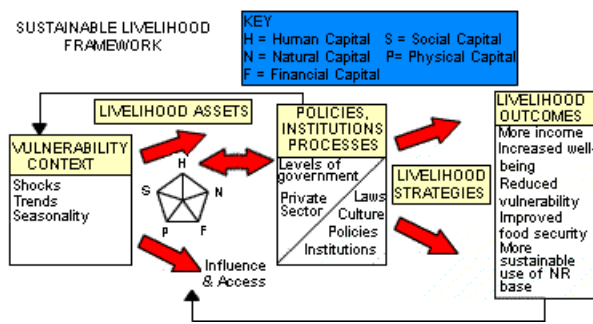 SUSTAINABLE LIVELIHOOD
FRAMEWORK
KEY
H = Human Capital S = Social Capital
N = Natural Capital P= Physical Capital
F = Financial Capital
LIVELIHOOD ASSETS
POLICIES,
INSTITUTIONS
PROCESSES
LIVELIHOOD
OUTCOMES
VULNERABILITY
CONTEXT
Shocks
Trends
Seasonality
H
S
N
P
F
Influence
& Access
Levels of
government
Private
Sector
Laws
Culture
Policies
Institutions
LIVELIHOOD
STRATEGIES
More income
Increased well-
being
Reduced
vulnerability
Improved
food security
More
sustainable
use of NR
base